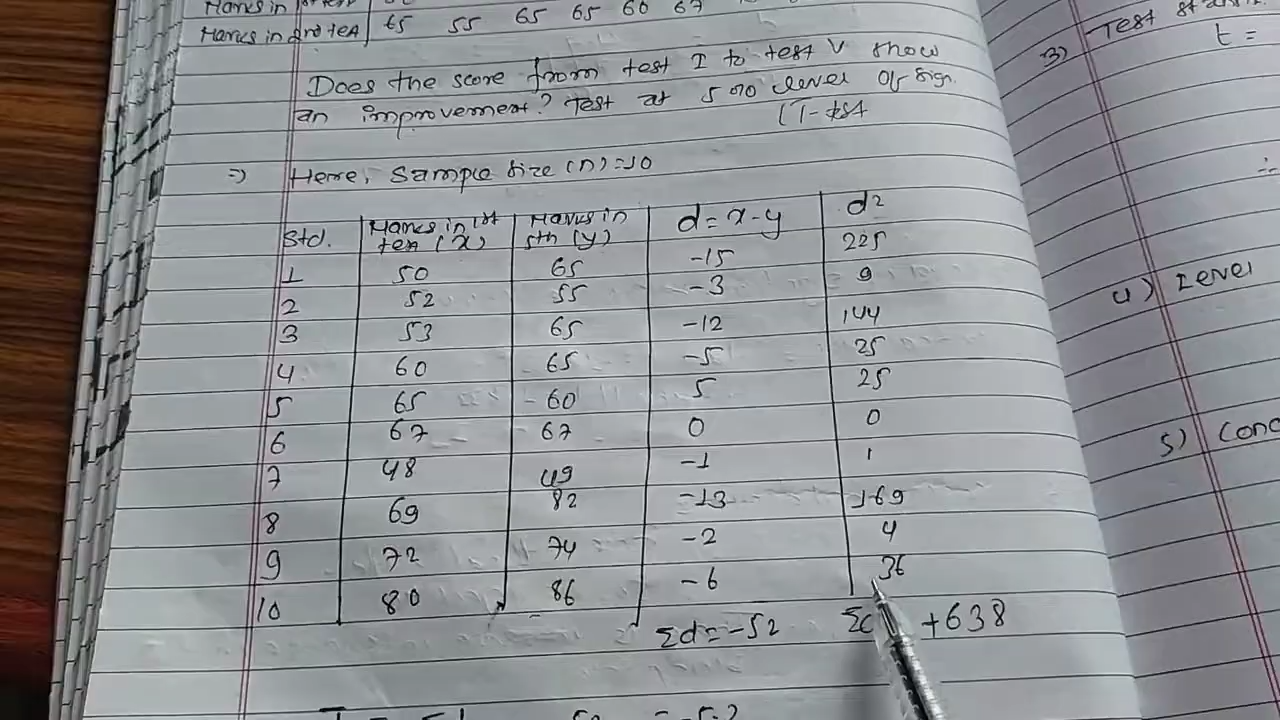 Marks in
Marks in 2nd test 65 55 65 65 60 67
Does the score from test I to test V show
an improvement? Test at 5% level of sign.
(T-test
=) Here, Sample Size (n)=10
Std. Marks in 1st test (x) Marks in 5th (y) d=x-y d2
1 50 65 -15 225
2 52 55 -3 9
3 53 65 -12 144
4 60 65 -5 25
5 65 60 5 25
6 67 67 0 0
7 48 49 -1 1
8 69 82 -13 169
9 72 74 -2 4
10 80 86 -6 36
Σd=-52 +638
=-5.2
3) Test
t =
∴
4) Level
5) Conc